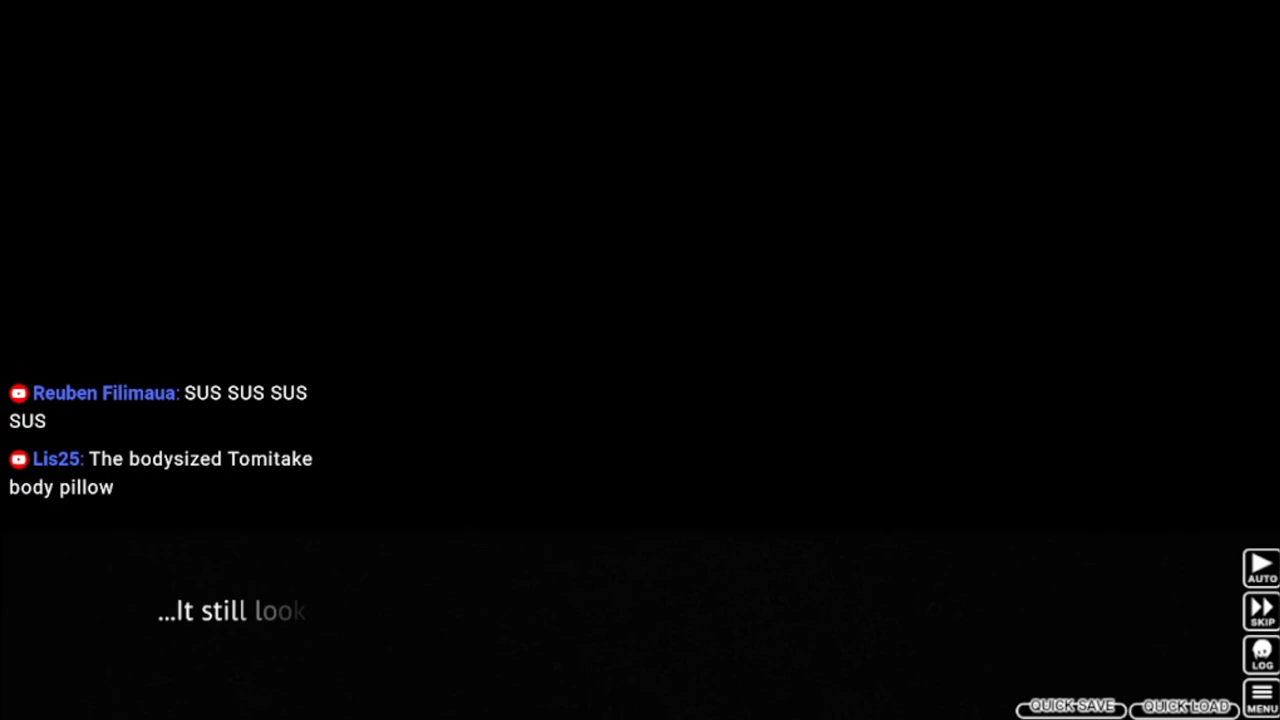 Reuben Filimaua: SUS SUS SUS
SUS
Lis25: The bodysized Tomitake
body pillow
...It still look
AUTO
SKIP
LOG
MENU
QUICK SAVE
QUICK LOAD